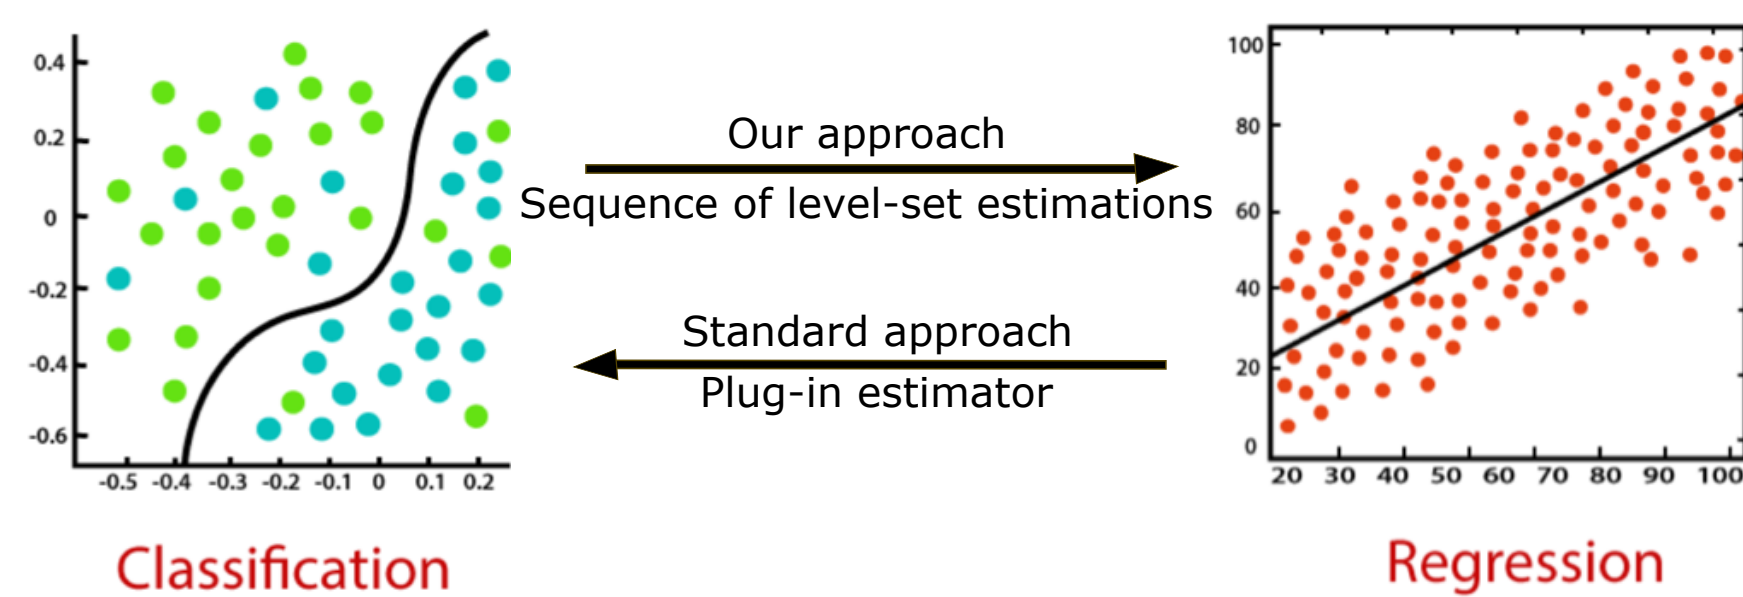 0.4
0.2
0
-0.2
-0.4
-0.6
-0.5 -0.4 -0.3 -0.2 -0.1 0 0.1 0.2
Classification
Our approach
Sequence of level-set estimations
Standard approach
Plug-in estimator
100
80
60
40
20
0
20 30 40 50 60 70 80 90 100
Regression